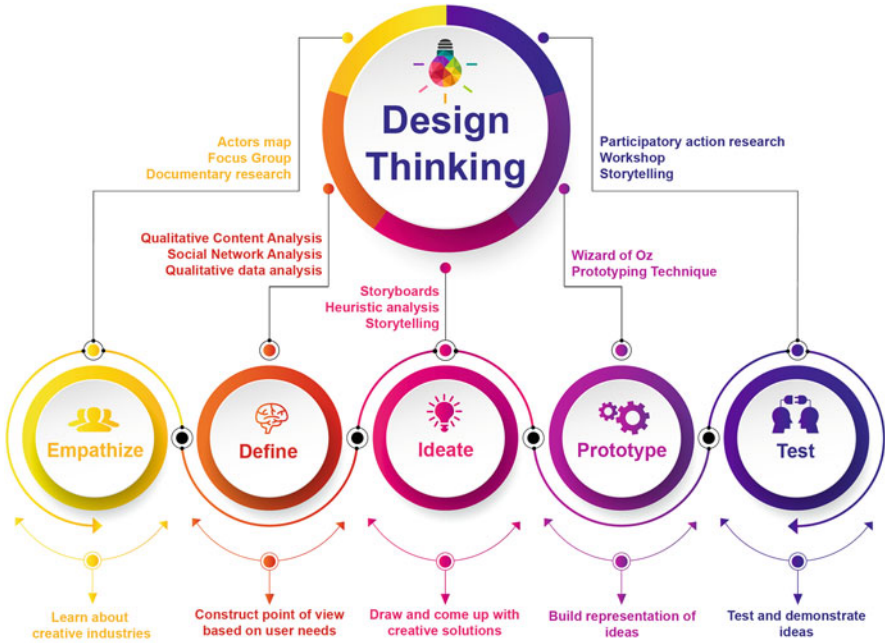 Design
Thinking
Actors map
Focus Group
Documentary research
Participatory action research
Workshop
Storytelling
Qualitative Content Analysis
Social Network Analysis
Qualitative data analysis
Wizard of Oz
Prototyping Technique
Storyboards
Heuristic analysis
Storytelling
Empathize
Define
Ideate
Prototype
Test
Learn about
creative industries
Construct point of view
based on user needs
Draw and come up with
creative solutions
Build representation of
ideas
Test and demonstrate
ideas